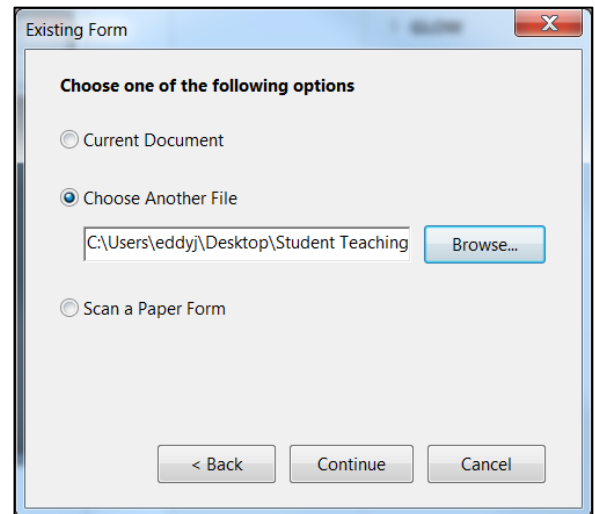 Existing Form
Choose one of the following options
Current Document
Choose Another File
C:\Users\eddyj\Desktop\Student Teaching
Browse...
Scan a Paper Form
< Back
Continue
Cancel